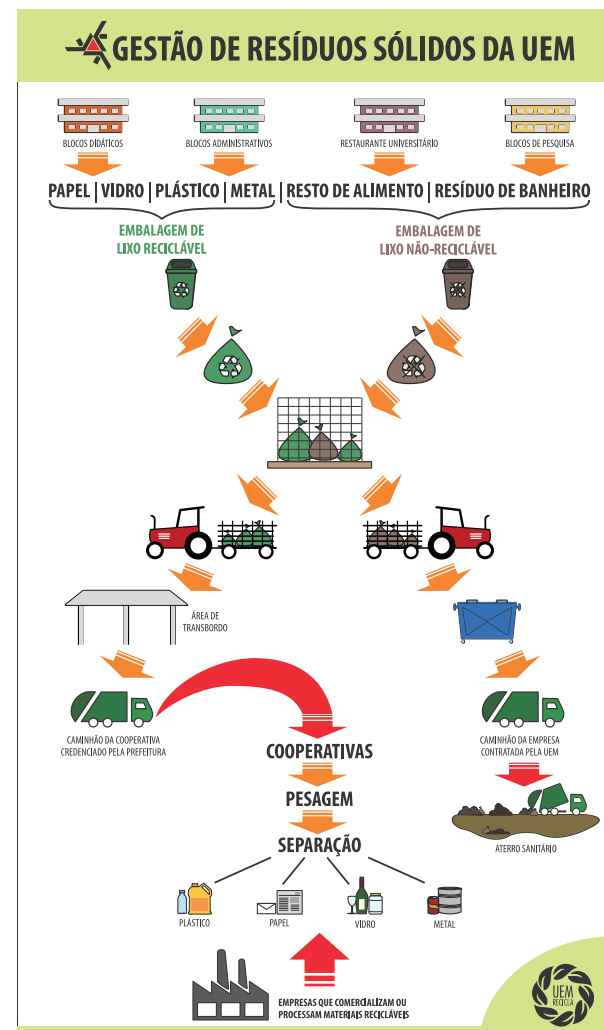 GESTÃO DE RESÍDUOS SÓLIDOS DA UEM
BLOCOS DIDÁTICOS
BLOCOS ADMINISTRATIVOS
RESTAURANTE UNIVERSITÁRIO
BLOCOS DE PESQUISA
PAPEL | VIDRO | PLÁSTICO | METAL | RESTO DE ALIMENTO | RESÍDUO DE BANHEIRO
EMBALAGEM DE
LIXO RECICLÁVEL
EMBALAGEM DE
LIXO NÃO-RECICLÁVEL
ÁREA DE
TRANSBORDO
CAMINHÃO DA COOPERATIVA
CREDENCIADO PELA PREFEITURA
CAMINHÃO DA EMPRESA
CONTRATADA PELA UEM
COOPERATIVAS
PESAGEM
SEPARAÇÃO
ATERRO SANITÁRIO
PLÁSTICO
PAPEL
VIDRO
METAL
EMPRESAS QUE COMERCIALIZAM OU
PROCESSAM MATERIAIS RECICLÁVEIS
UEM
RECICLA